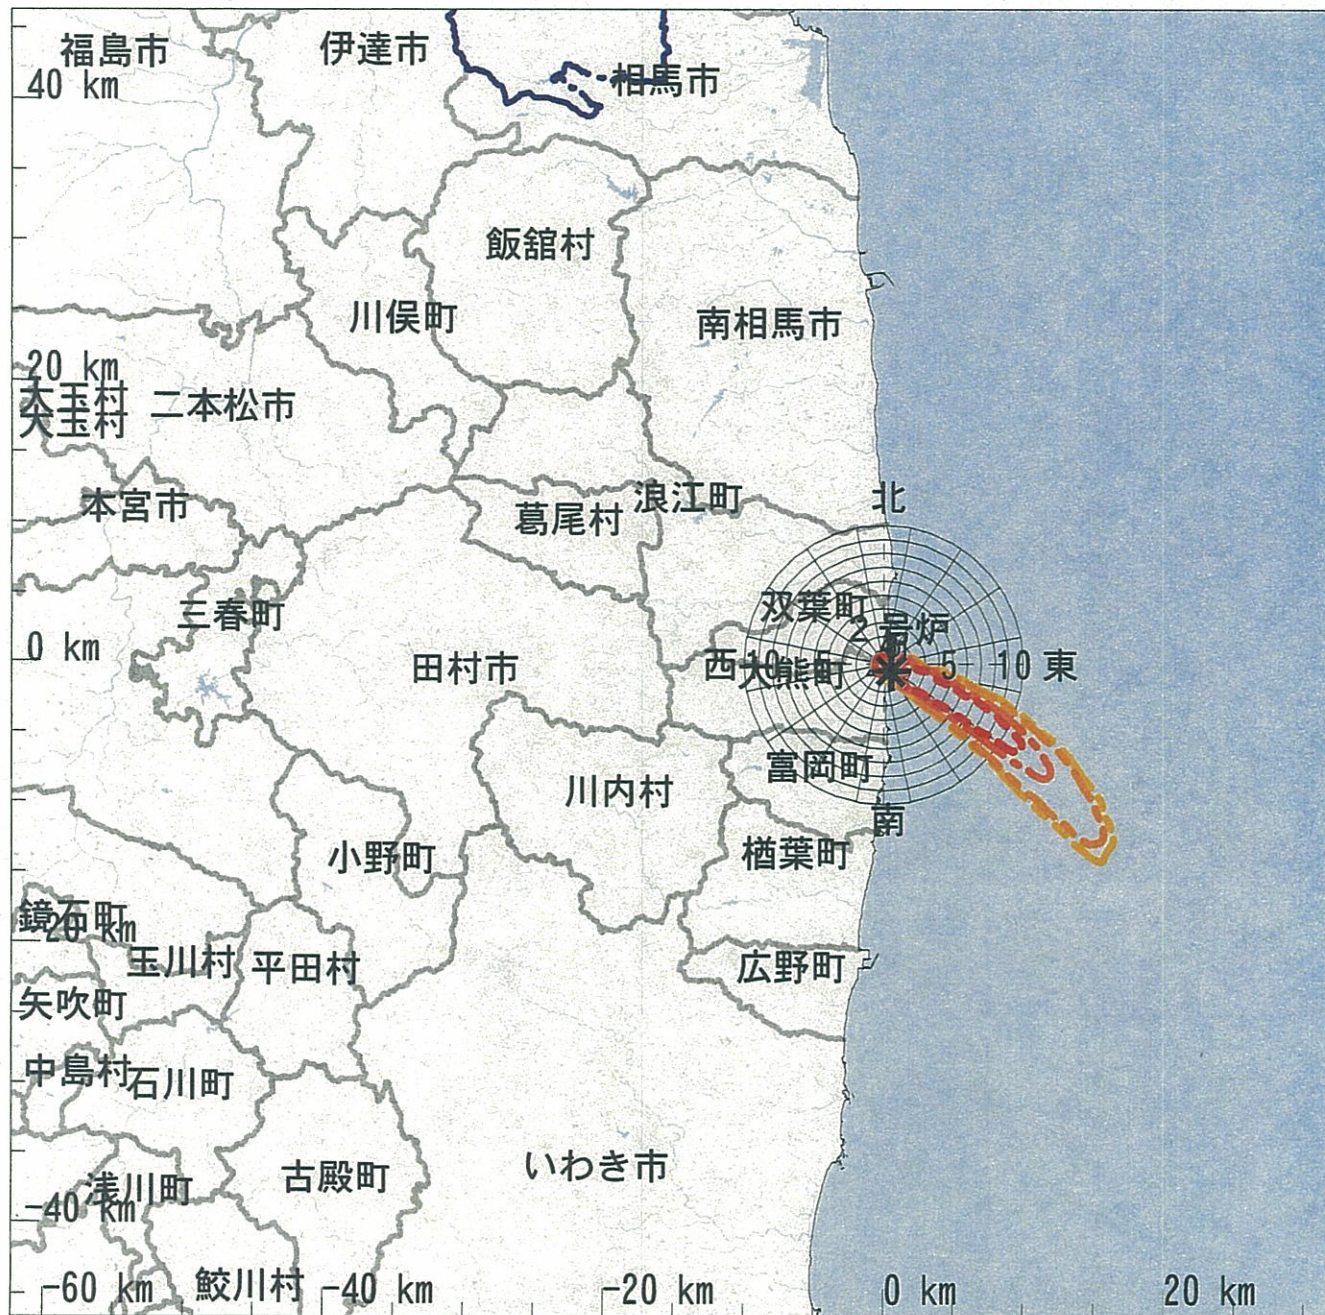 福島市
伊達市
40 km
相馬市
飯舘村
川俣町
南相馬市
20 km
大玉村
二本松市
大玉村
本宮市
浪江町
北
葛尾村
三春町
双葉町
2号炉
0 km
田村市
西
10
5
大熊町
5
10
東
富岡町
川内村
南
小野町
楢葉町
鏡石町
-20 km
玉川村
平田村
広野町
矢吹町
中島村
石川町
いわき市
古殿町
浅川町
-40 km
鮫川村
-60 km
-40 km
-20 km
0 km
20 km